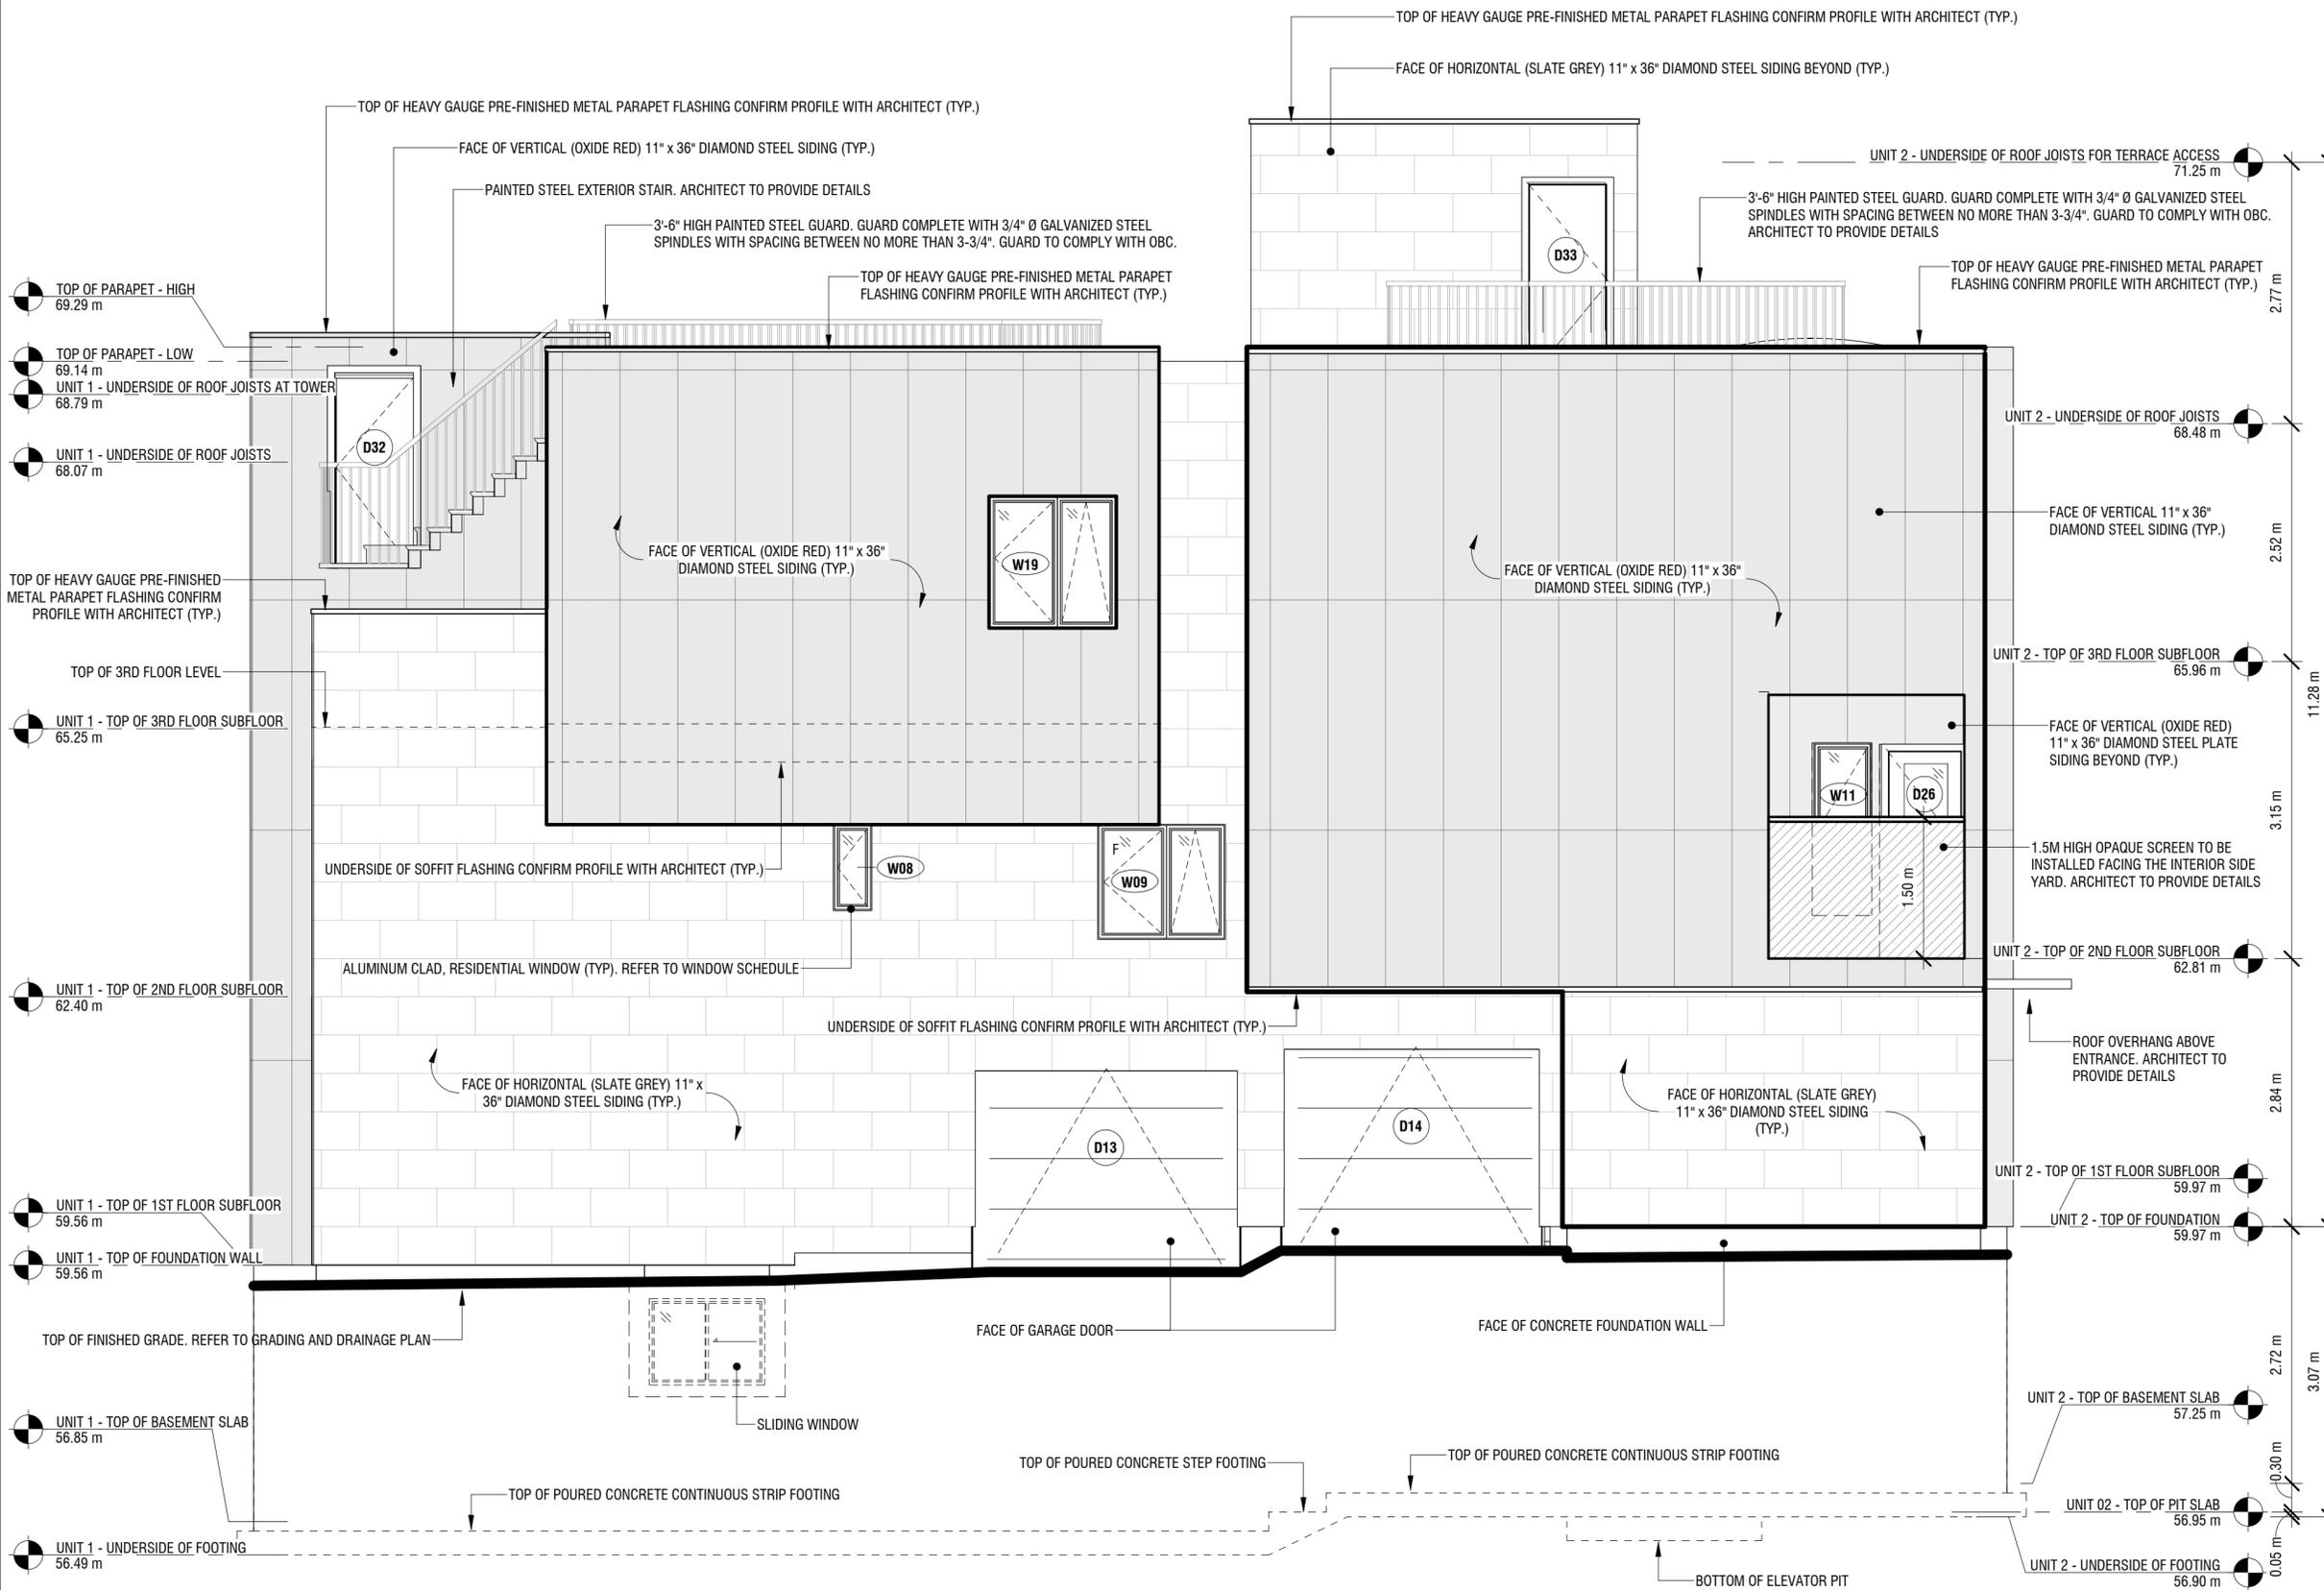 TOP OF HEAVY GAUGE PRE-FINISHED METAL PARAPET FLASHING CONFIRM PROFILE WITH ARCHITECT (TYP.)
FACE OF HORIZONTAL (SLATE GREY) 11" x 36" DIAMOND STEEL SIDING BEYOND (TYP.)
TOP OF HEAVY GAUGE PRE-FINISHED METAL PARAPET FLASHING CONFIRM PROFILE WITH ARCHITECT (TYP.)
FACE OF VERTICAL (OXIDE RED) 11" x 36" DIAMOND STEEL SIDING (TYP.)
PAINTED STEEL EXTERIOR STAIR. ARCHITECT TO PROVIDE DETAILS
3'-6" HIGH PAINTED STEEL GUARD. GUARD COMPLETE WITH 3/4" Ø GALVANIZED STEEL
SPINDLES WITH SPACING BETWEEN NO MORE THAN 3-3/4". GUARD TO COMPLY WITH OBC.
TOP OF HEAVY GAUGE PRE-FINISHED METAL PARAPET
FLASHING CONFIRM PROFILE WITH ARCHITECT (TYP.)
UNIT 2 - UNDERSIDE OF ROOF JOISTS FOR TERRACE ACCESS
71.25 m
3'-6" HIGH PAINTED STEEL GUARD. GUARD COMPLETE WITH 3/4" Ø GALVANIZED STEEL
SPINDLES WITH SPACING BETWEEN NO MORE THAN 3-3/4". GUARD TO COMPLY WITH OBC.
ARCHITECT TO PROVIDE DETAILS
TOP OF HEAVY GAUGE PRE-FINISHED METAL PARAPET
FLASHING CONFIRM PROFILE WITH ARCHITECT (TYP.)
D33
2.77 m
TOP OF PARAPET - HIGH
69.29 m
TOP OF PARAPET - LOW
69.14 m
UNIT 1 - UNDERSIDE OF ROOF JOISTS AT TOWER
68.79 m
UNIT 1 - UNDERSIDE OF ROOF JOISTS
68.07 m
D32
UNIT 2 - UNDERSIDE OF ROOF JOISTS
68.48 m
FACE OF VERTICAL 11" x 36"
DIAMOND STEEL SIDING (TYP.)
2.52 m
FACE OF VERTICAL (OXIDE RED) 11" x 36"
DIAMOND STEEL SIDING (TYP.)
W19
FACE OF VERTICAL (OXIDE RED) 11" x 36"
DIAMOND STEEL SIDING (TYP.)
TOP OF HEAVY GAUGE PRE-FINISHED
METAL PARAPET FLASHING CONFIRM
PROFILE WITH ARCHITECT (TYP.)
TOP OF 3RD FLOOR LEVEL
UNIT 1 - TOP OF 3RD FLOOR SUBFLOOR
65.25 m
UNIT 2 - TOP OF 3RD FLOOR SUBFLOOR
65.96 m
11.28 m
FACE OF VERTICAL (OXIDE RED)
11" x 36" DIAMOND STEEL PLATE
SIDING BEYOND (TYP.)
W11
D26
3.15 m
1.5M HIGH OPAQUE SCREEN TO BE
INSTALLED FACING THE INTERIOR SIDE
YARD. ARCHITECT TO PROVIDE DETAILS
1.50 m
UNDERSIDE OF SOFFIT FLASHING CONFIRM PROFILE WITH ARCHITECT (TYP.)
W08
F
W09
ALUMINUM CLAD, RESIDENTIAL WINDOW (TYP). REFER TO WINDOW SCHEDULE
UNIT 2 - TOP OF 2ND FLOOR SUBFLOOR
62.81 m
UNIT 1 - TOP OF 2ND FLOOR SUBFLOOR
62.40 m
UNDERSIDE OF SOFFIT FLASHING CONFIRM PROFILE WITH ARCHITECT (TYP.)
ROOF OVERHANG ABOVE
ENTRANCE. ARCHITECT TO
PROVIDE DETAILS
2.84 m
FACE OF HORIZONTAL (SLATE GREY) 11" x
36" DIAMOND STEEL SIDING (TYP.)
D13
D14
FACE OF HORIZONTAL (SLATE GREY)
11" x 36" DIAMOND STEEL SIDING
(TYP.)
UNIT 2 - TOP OF 1ST FLOOR SUBFLOOR
59.97 m
UNIT 2 - TOP OF FOUNDATION
59.97 m
UNIT 1 - TOP OF 1ST FLOOR SUBFLOOR
59.56 m
UNIT 1 - TOP OF FOUNDATION WALL
59.56 m
TOP OF FINISHED GRADE. REFER TO GRADING AND DRAINAGE PLAN
FACE OF GARAGE DOOR
FACE OF CONCRETE FOUNDATION WALL
2.72 m
3.07 m
SLIDING WINDOW
UNIT 1 - TOP OF BASEMENT SLAB
56.85 m
UNIT 2 - TOP OF BASEMENT SLAB
57.25 m
TOP OF POURED CONCRETE STEP FOOTING
TOP OF POURED CONCRETE CONTINUOUS STRIP FOOTING
0.30 m
TOP OF POURED CONCRETE CONTINUOUS STRIP FOOTING
UNIT 02 - TOP OF PIT SLAB
56.95 m
UNIT 1 - UNDERSIDE OF FOOTING
56.49 m
0.05 m
UNIT 2 - UNDERSIDE OF FOOTING
56.90 m
BOTTOM OF ELEVATOR PIT